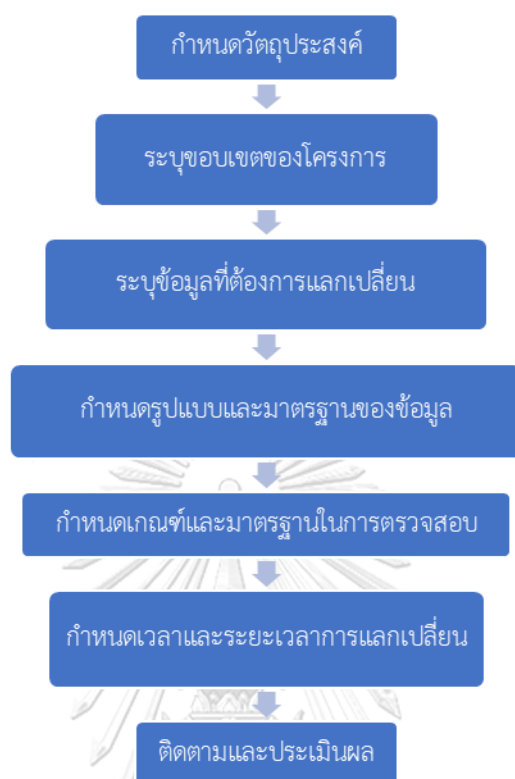 กำหนดวัตถุประสงค์
ระบุขอบเขตของโครงการ
ระบุข้อมูลที่ต้องการแลกเปลี่ยน
กำหนดรูปแบบและมาตรฐานของข้อมูล
กำหนดเกณฑ์และมาตรฐานในการตรวจสอบ
กำหนดเวลาและระยะเวลาการแลกเปลี่ยน
ติดตามและประเมินผล